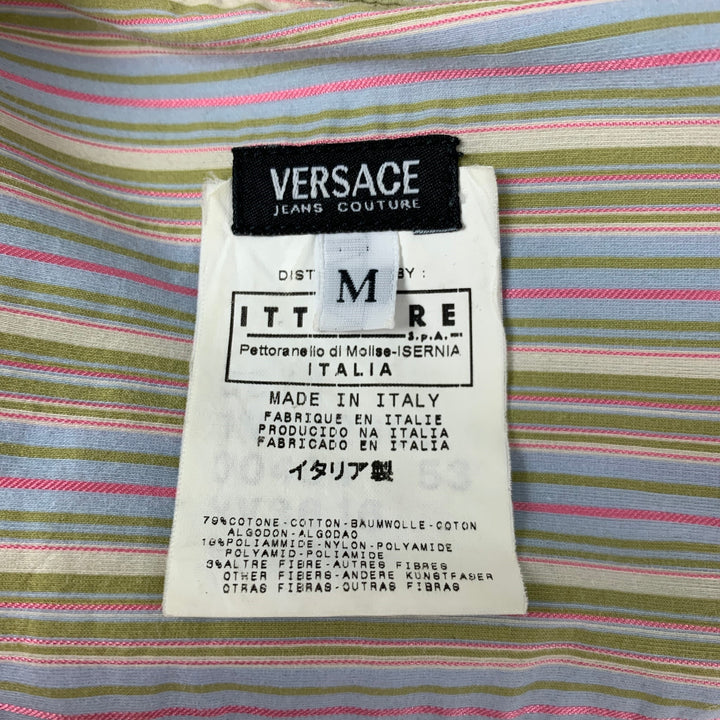 VERSACE
JEANS COUTURE
M
BY :
S.p.A.
Pettoranello di Molise-ISERNIA
ITALIA
MADE IN ITALY
FABRIQUE EN ITALIE
PRODUCIDO NA ITALIA
FABRICADO EN ITALIA
イタリア製
79%COTONE-COTTON-BAUMWOLLE-COTON
ALGODON-ALGODAO
18%POLIAMMIDE-NYLON-POLYAMIDE
POLYAMID-POLIAMIDE
3%ALTRE FIBRE-AUTRES FIBRES
OTHER FIBERS-ANDERE KUNSTFASER
OTRAS FIBRAS-OUTRAS FIBRAS